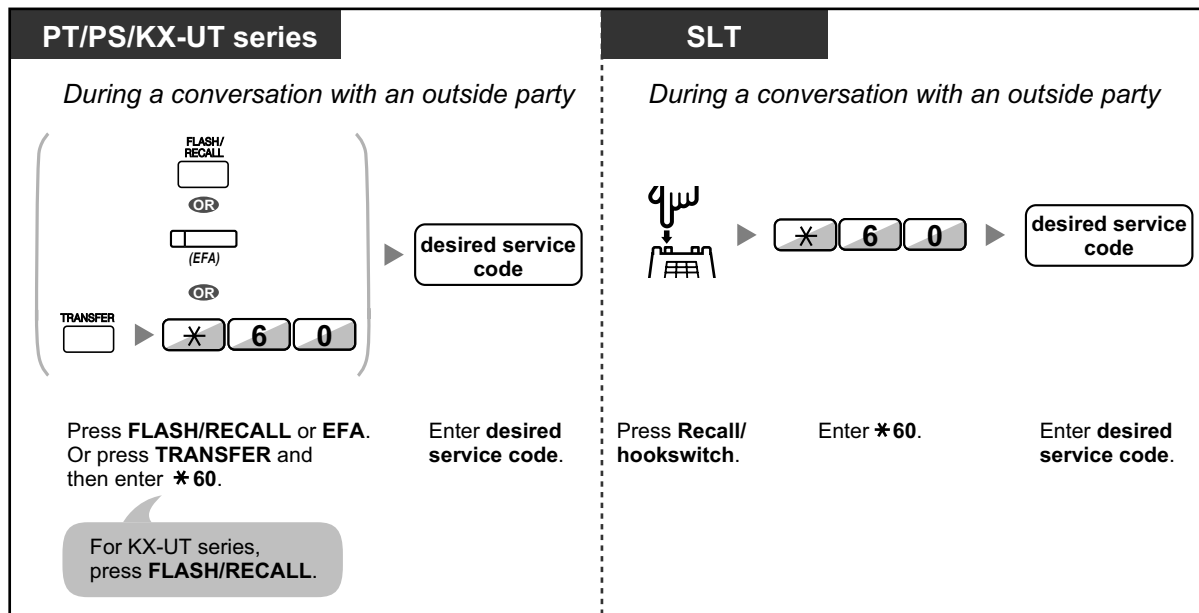 PT/PS/KX-UT series
During a conversation with an outside party
FLASH/
RECALL
OR
(EFA)
OR
TRANSFER
* 6 0
desired service
code
Press FLASH/RECALL or EFA.
Or press TRANSFER and
then enter *60.
Enter desired
service code.
For KX-UT series,
press FLASH/RECALL.
SLT
During a conversation with an outside party
* 6 0
desired service
code
Press Recall/
hookswitch.
Enter *60.
Enter desired
service code.